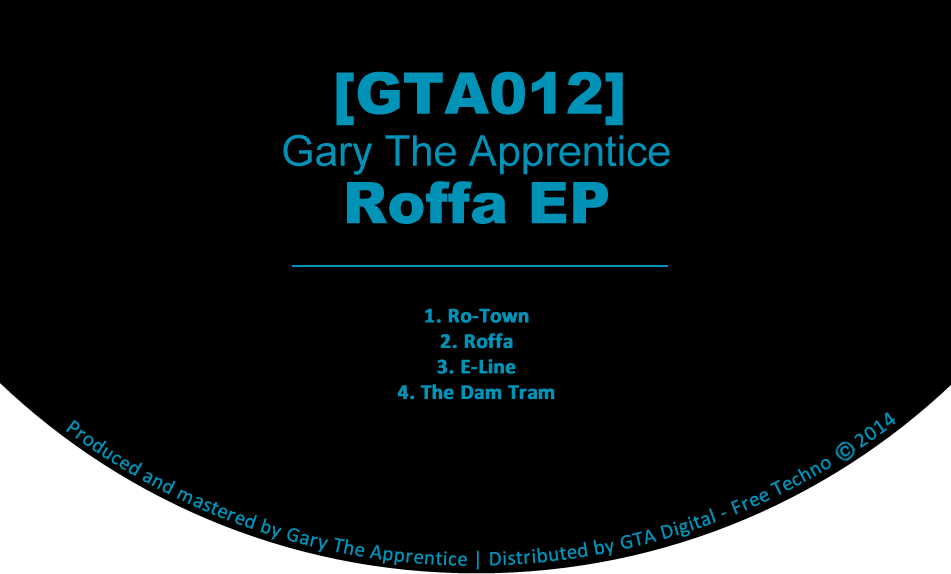 [GTA012]
Gary The Apprentice
Roffa EP
1. Ro-Town
2. Roffa
3. E-Line
4. The Dam Tram
Produced and mastered by Gary The Apprentice | Distributed by GTA Digital - Free Techno © 2014